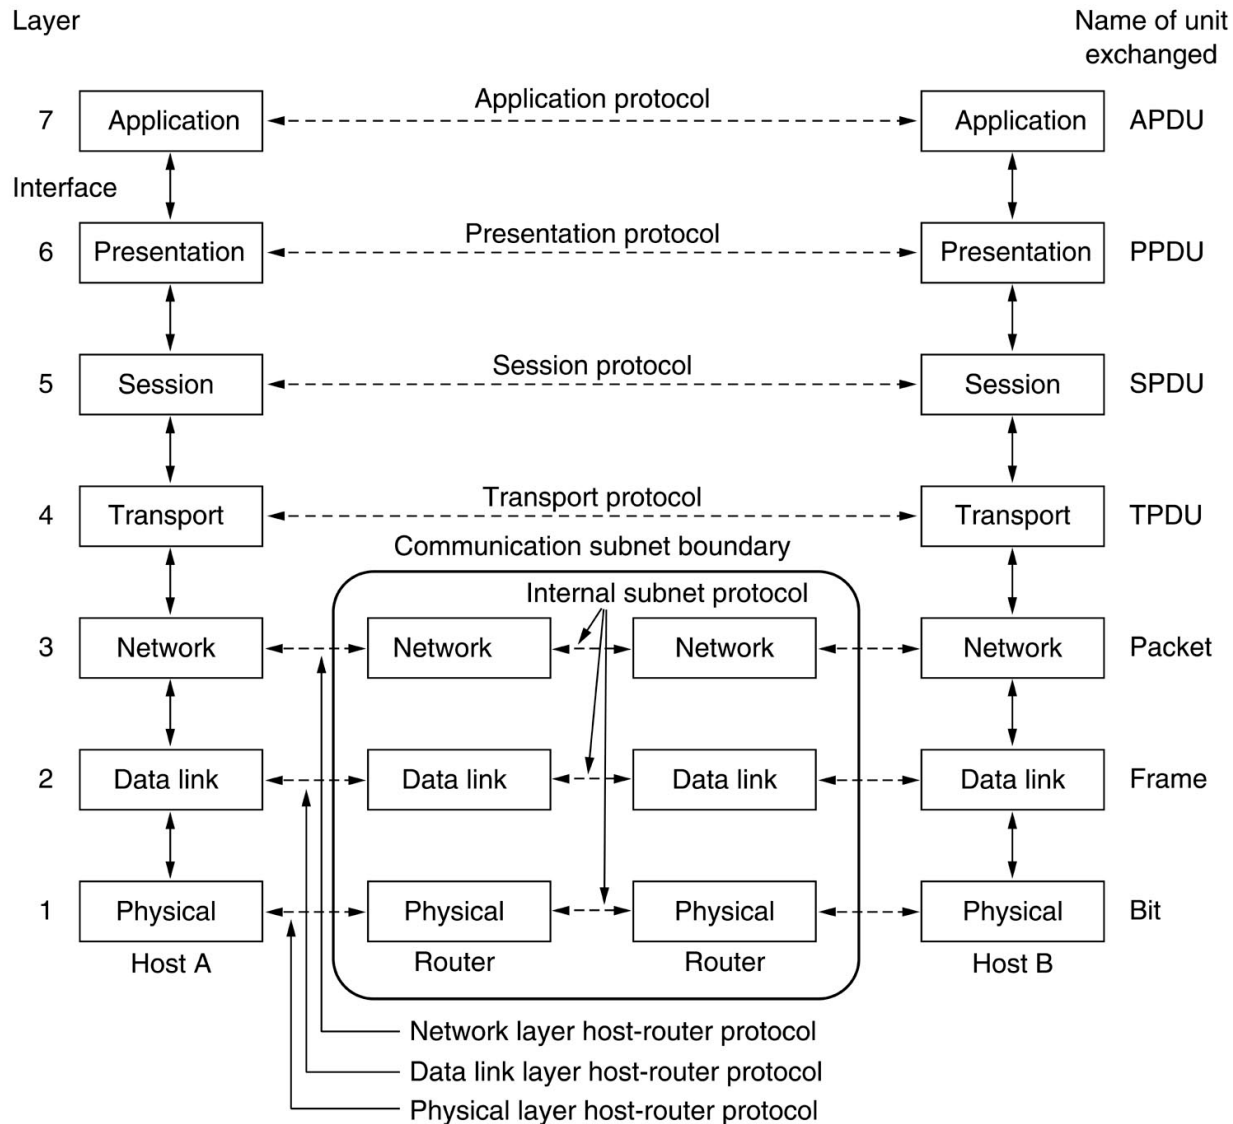 Layer
Name of unit
exchanged
7 Application Application protocol Application APDU
Interface
6 Presentation Presentation protocol Presentation PPDU
5 Session Session protocol Session SPDU
4 Transport Transport protocol Transport TPDU
Communication subnet boundary
Internal subnet protocol
3 Network Network Network Network Packet
2 Data link Data link Data link Data link Frame
1 Physical Physical Physical Physical Bit
Host A Router Router Host B
Network layer host-router protocol
Data link layer host-router protocol
Physical layer host-router protocol